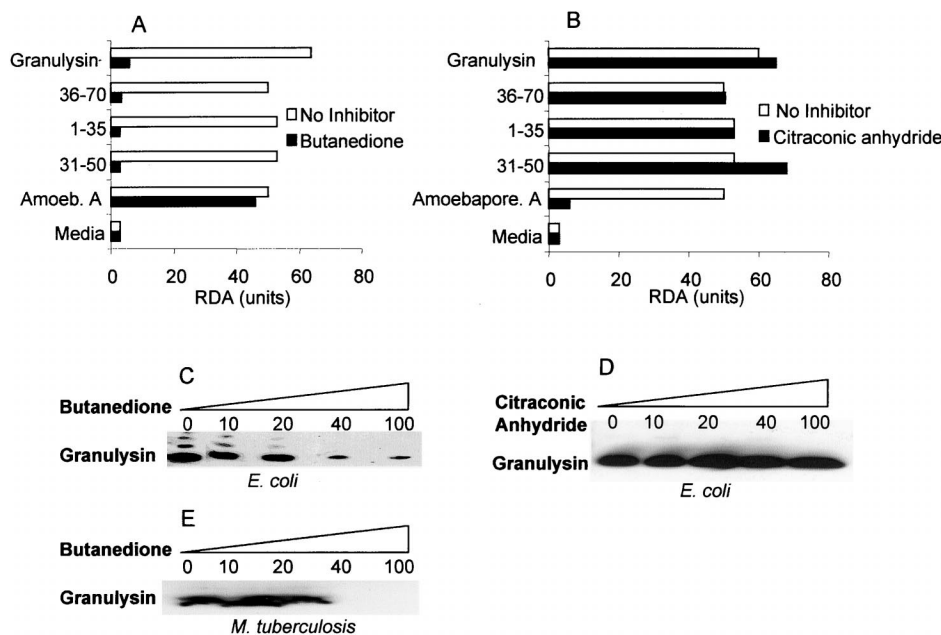 A
Granulysin
36-70
1-35
31-50
Amoeb. A
Media
No Inhibitor
Butanedione
0 20 40 60 80
RDA (units)
B
Granulysin
36-70
1-35
31-50
Amoebapore. A
Media
No Inhibitor
Citraconic anhydride
0 20 40 60 80
RDA (units)
C
Butanedione
0 10 20 40 100
Granulysin
E. coli
D
Citraconic
Anhydride
0 10 20 40 100
Granulysin
E. coli
E
Butanedione
0 10 20 40 100
Granulysin
M. tuberculosis